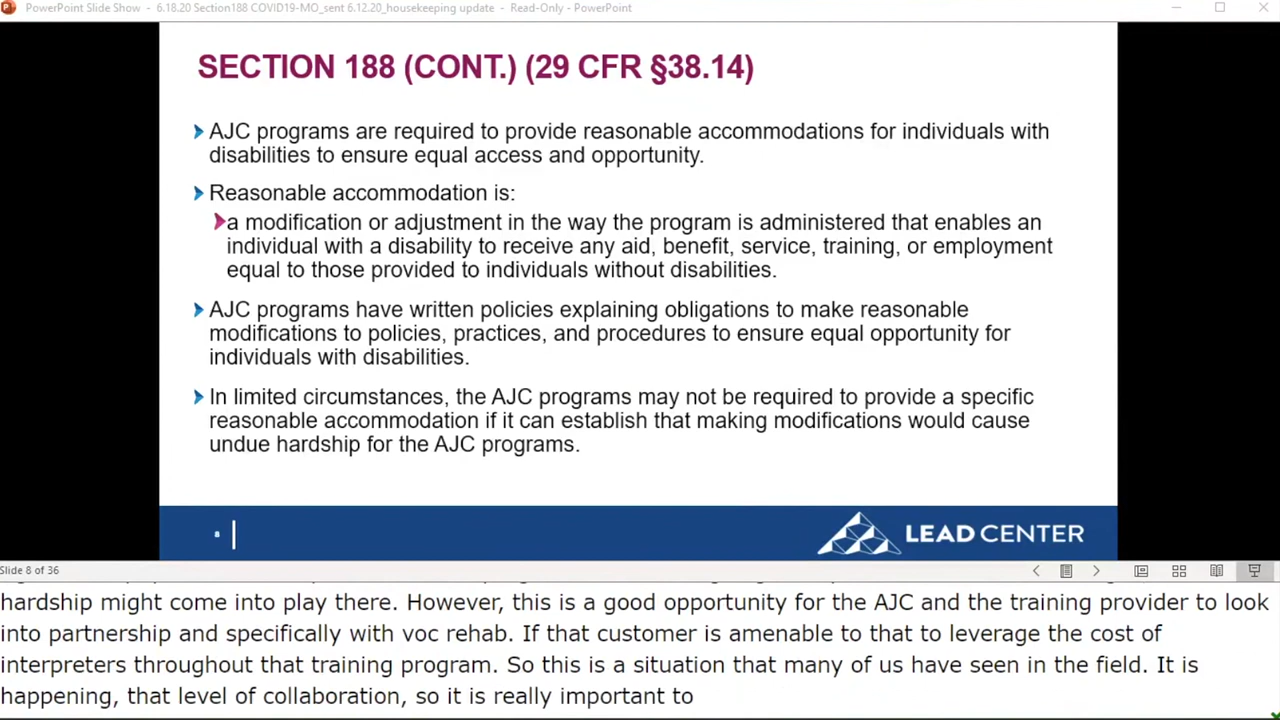 PowerPoint Slide Show - 6.18.20 Section188 COVID19-MO_sent 6.12.20_housekeeping update - Read-Only - PowerPoint
SECTION 188 (CONT.) (29 CFR §38.14)
AJC programs are required to provide reasonable accommodations for individuals with
disabilities to ensure equal access and opportunity.
Reasonable accommodation is:
a modification or adjustment in the way the program is administered that enables an
individual with a disability to receive any aid, benefit, service, training, or employment
equal to those provided to individuals without disabilities.
AJC programs have written policies explaining obligations to make reasonable
modifications to policies, practices, and procedures to ensure equal opportunity for
individuals with disabilities.
In limited circumstances, the AJC programs may not be required to provide a specific
reasonable accommodation if it can establish that making modifications would cause
undue hardship for the AJC programs.
8 |
LEAD CENTER
Slide 8 of 36
hardship might come into play there. However, this is a good opportunity for the AJC and the training provider to look
into partnership and specifically with voc rehab. If that customer is amenable to that to leverage the cost of
interpreters throughout that training program. So this is a situation that many of us have seen in the field. It is
happening, that level of collaboration, so it is really important to